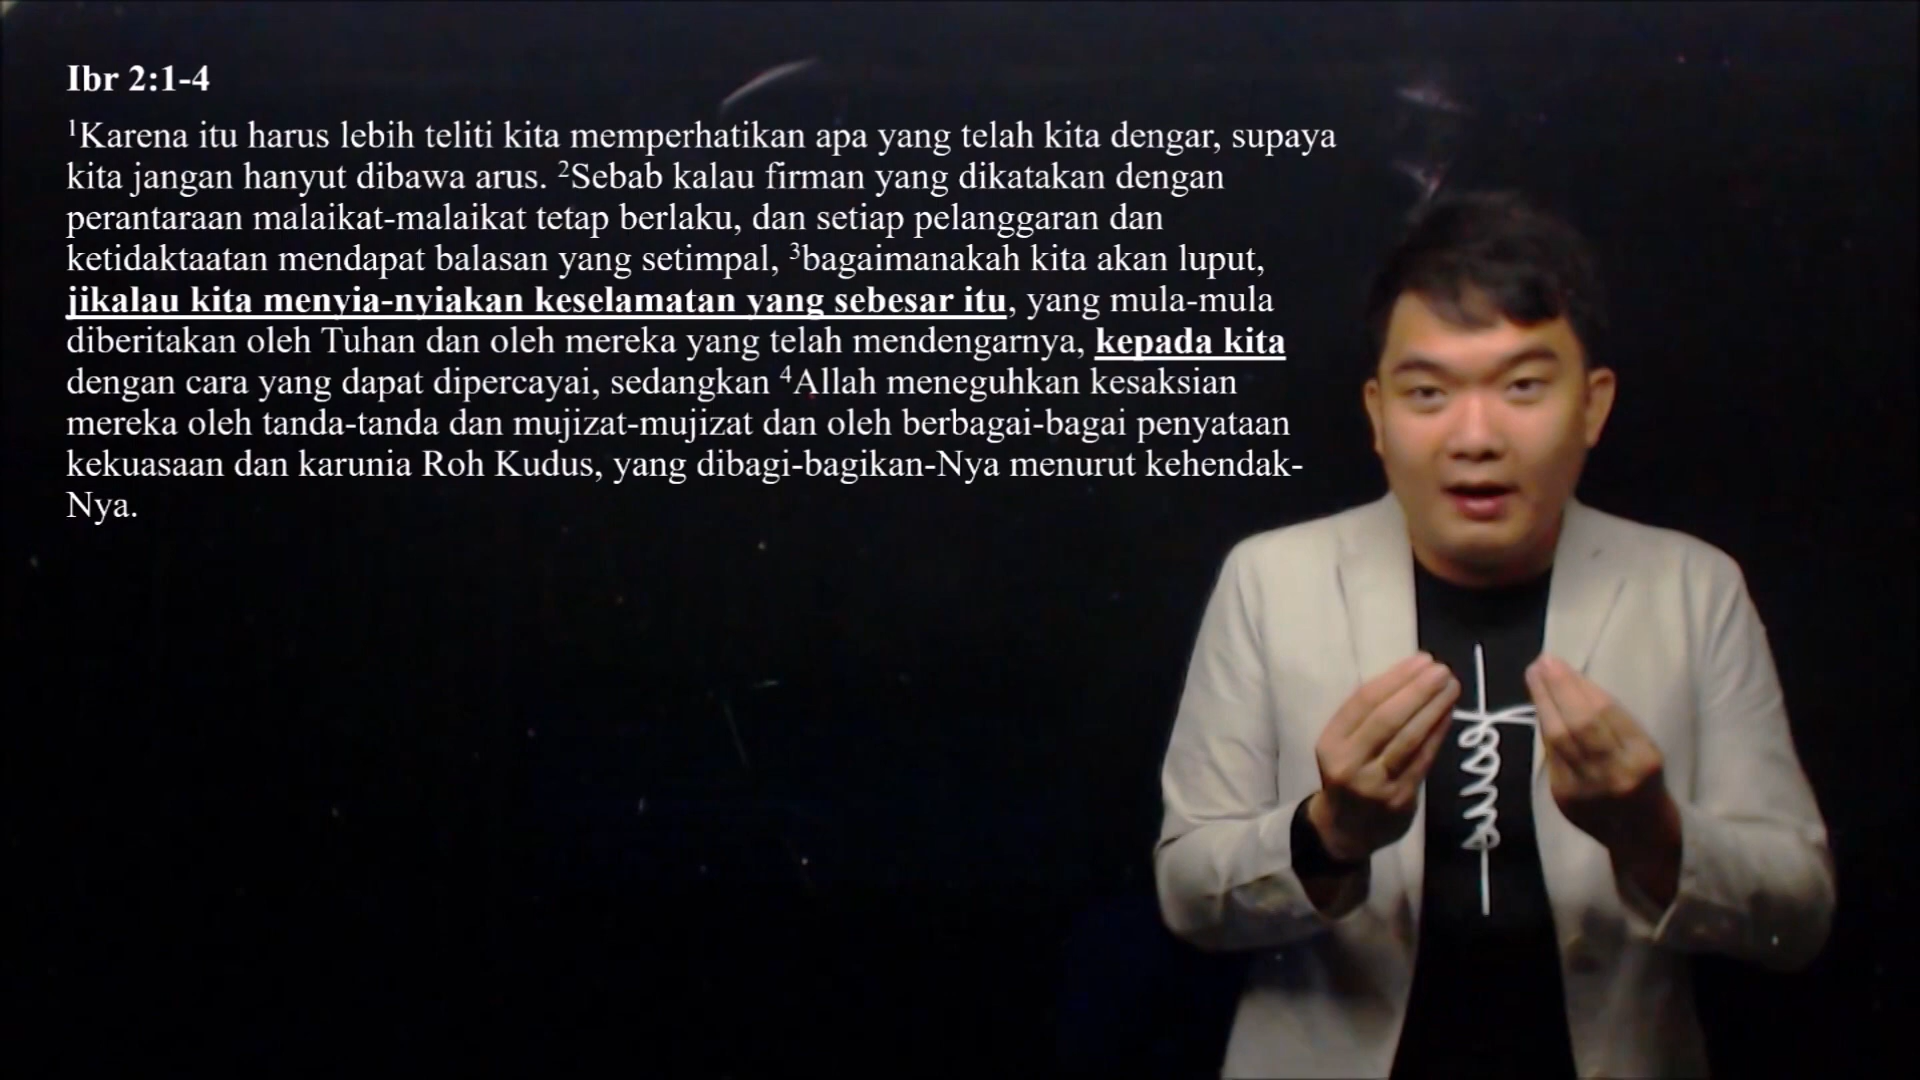 Ibr 2:1-4
¹Karena itu harus lebih teliti kita memperhatikan apa yang telah kita dengar, supaya
kita jangan hanyut dibawa arus. ²Sebab kalau firman yang dikatakan dengan
perantaraan malaikat-malaikat tetap berlaku, dan setiap pelanggaran dan
ketidaktaatan mendapat balasan yang setimpal, ³bagaimanakah kita akan luput,
jikalau kita menyia-nyiakan keselamatan yang sebesar itu, yang mula-mula
diberitakan oleh Tuhan dan oleh mereka yang telah mendengarnya, kepada kita
dengan cara yang dapat dipercayai, sedangkan ⁴Allah meneguhkan kesaksian
mereka oleh tanda-tanda dan mujizat-mujizat dan oleh berbagai-bagai penyataan
kekuasaan dan karunia Roh Kudus, yang dibagi-bagikan-Nya menurut kehendak-
Nya.